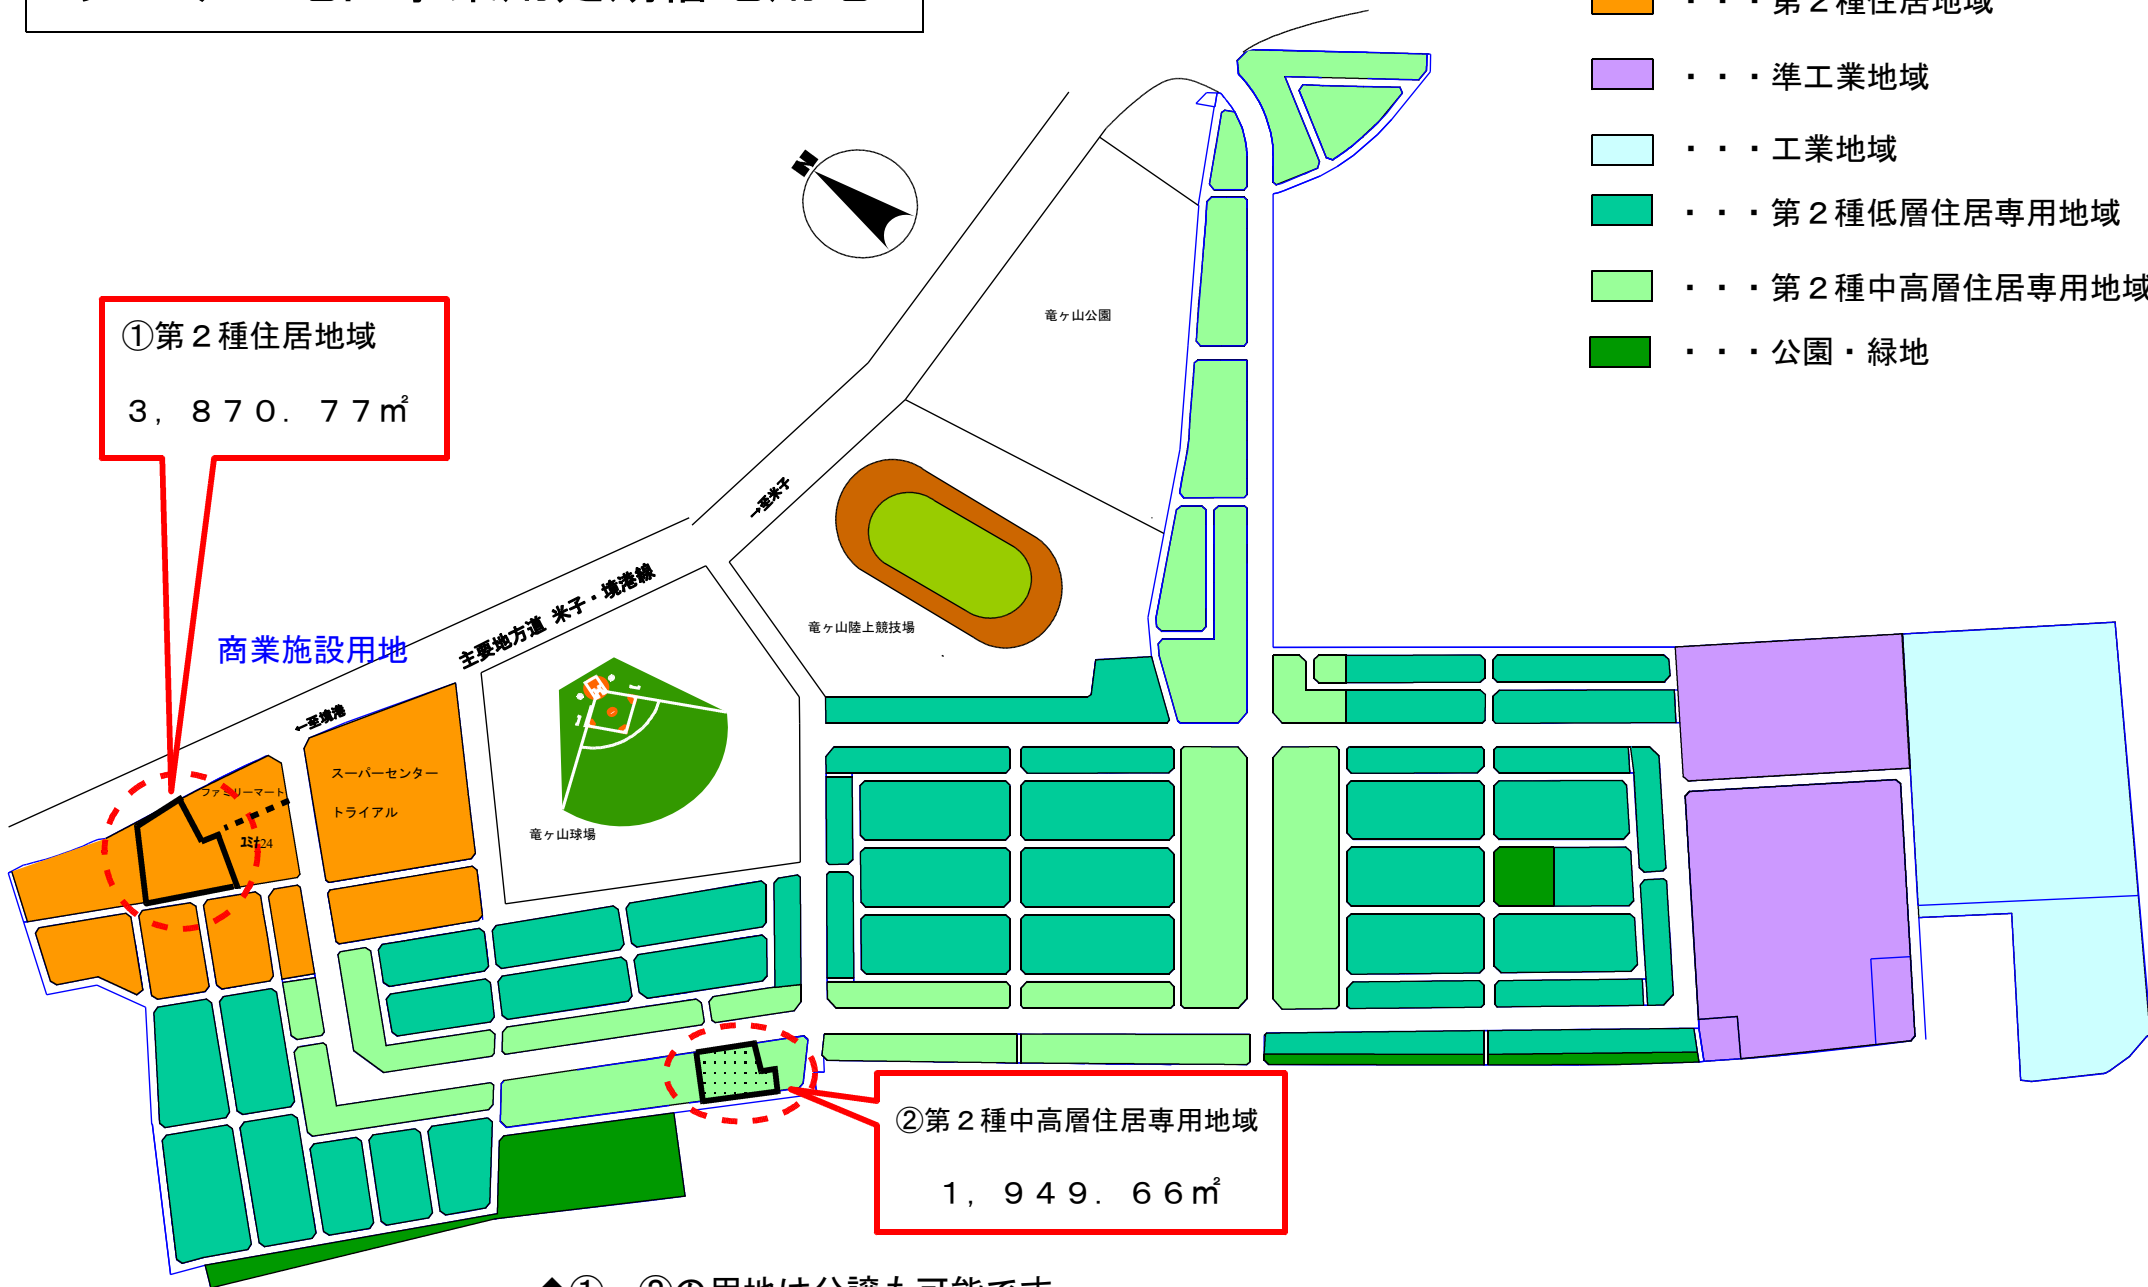 ・・・第２種住居地域
・・・準工業地域
・・・工業地域
・・・第２種低層住居専用地域
・・・第２種中高層住居専用地域
・・・公園・緑地
N
①第２種住居地域
３，８７０．７７㎡
竜ヶ山公園
→至米子
主要地方道 米子・境港線
竜ヶ山陸上競技場
商業施設用地
←至境港
スーパーセンター
トライアル
ファミリーマート
24
竜ヶ山球場
②第２種中高層住居専用地域
１，９４９．６６㎡